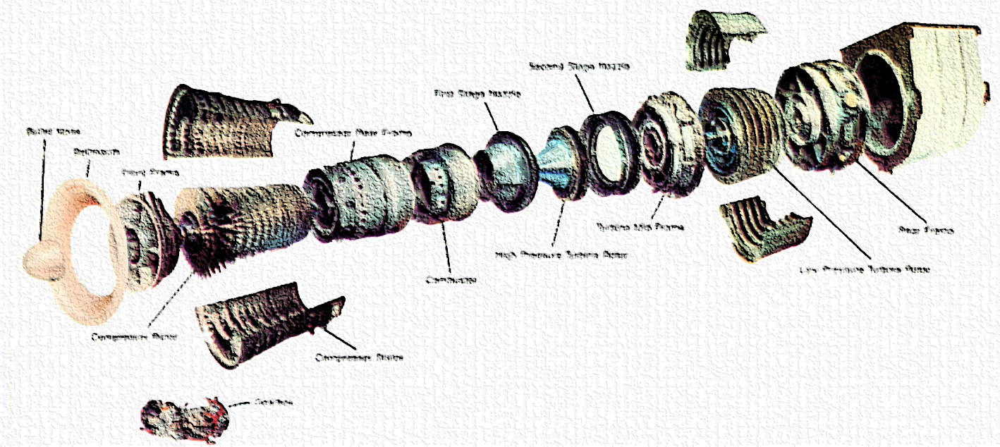 Second Stage Nozzle
First Stage Nozzle
Bullet Nose
Compressor Rear Frame
Bellmouth
Front Frame
Turbine Mid Frame
Rear Frame
High Pressure Turbine Rotor
Low Pressure Turbine Rotor
Combustor
Compressor Rotor
Compressor Stator
Gearbox